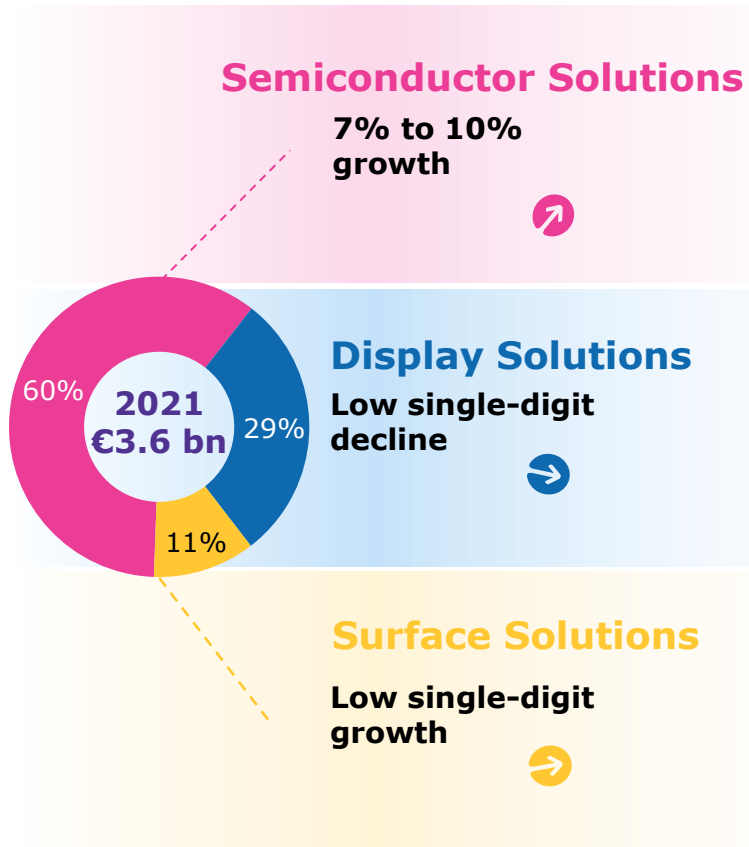 Semiconductor Solutions
7% to 10%
growth
60%
2021
€3.6 bn
29%
11%
Display Solutions
Low single-digit
decline
Surface Solutions
Low single-digit
growth